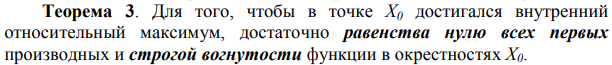 Теорема 3. Для того, чтобы в точке X₀ достигался внутренний
относительный максимум, достаточно равенства нулю всех первых
производных и строгой вогнутости функции в окрестностях X₀.